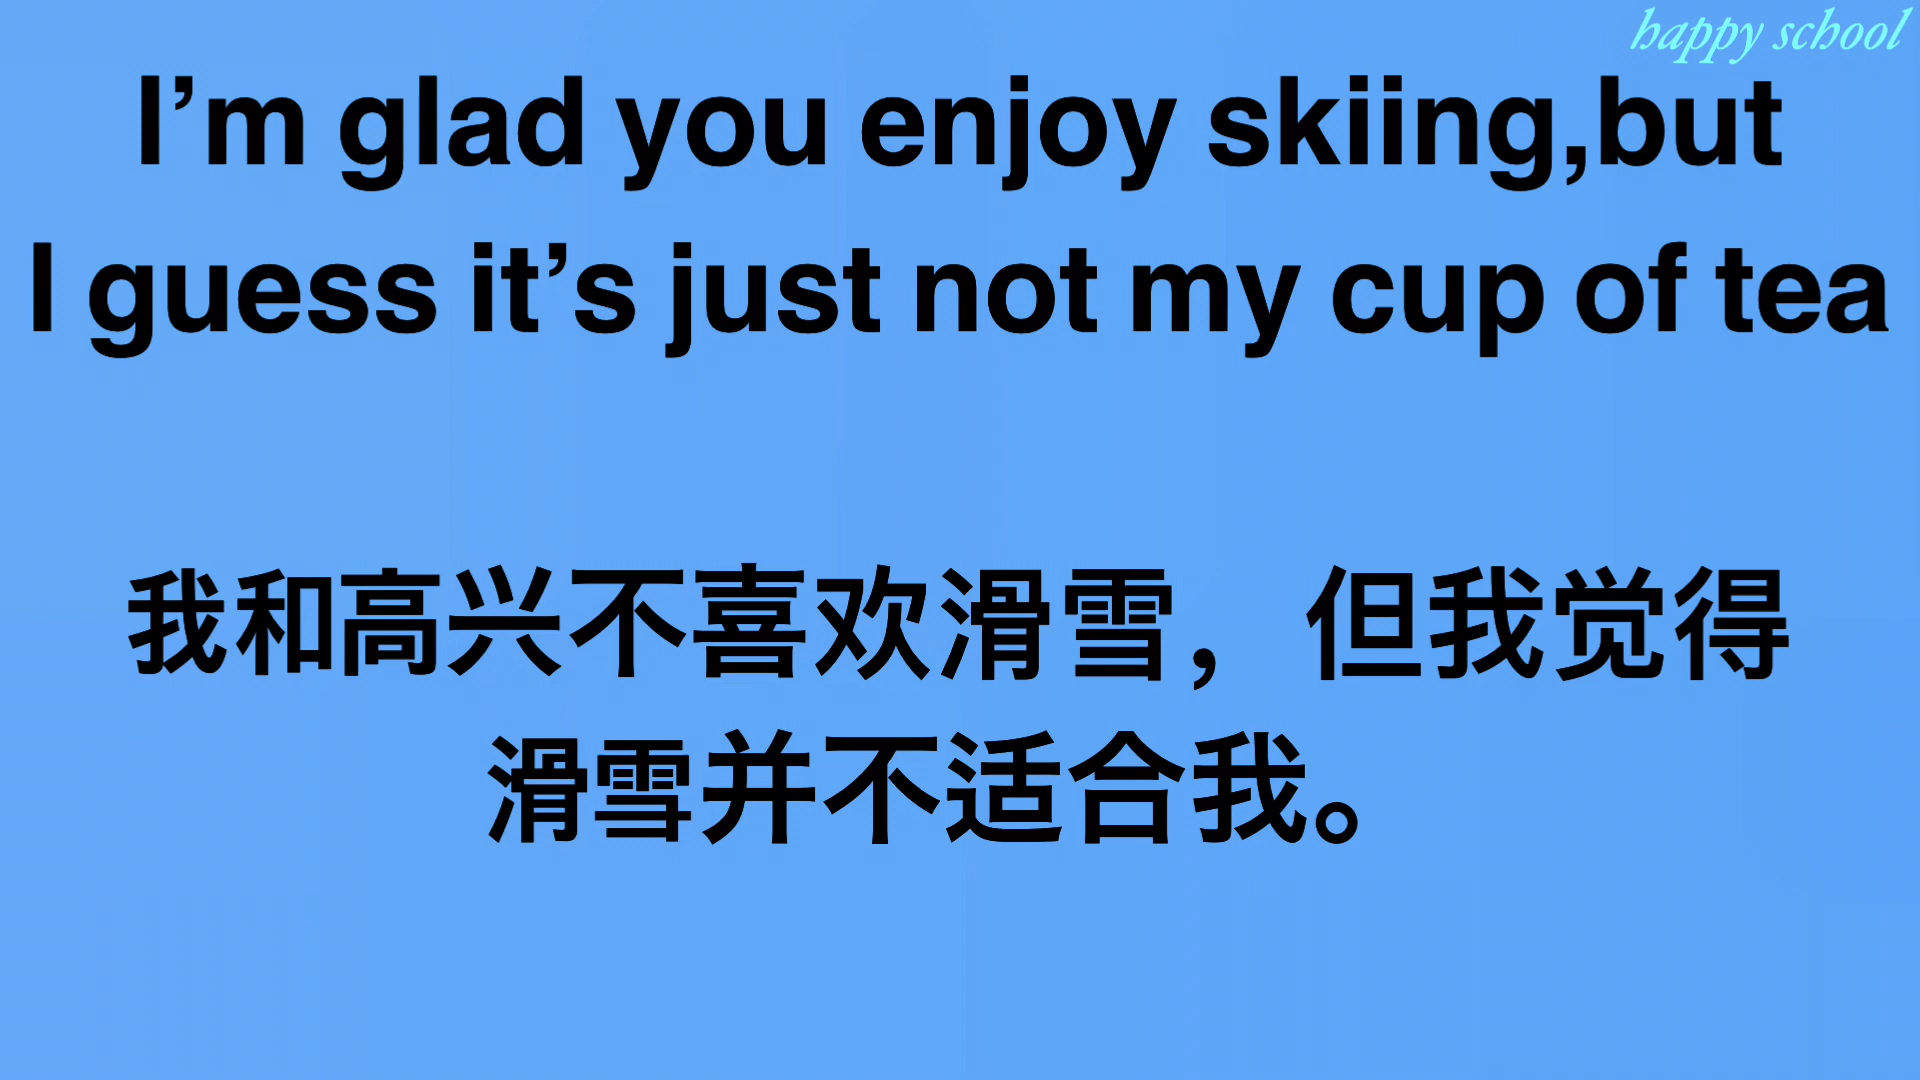 happy school
I’m glad you enjoy skiing,but
I guess it’s just not my cup of tea
我和高兴不喜欢滑雪，但我觉得
滑雪并不适合我。